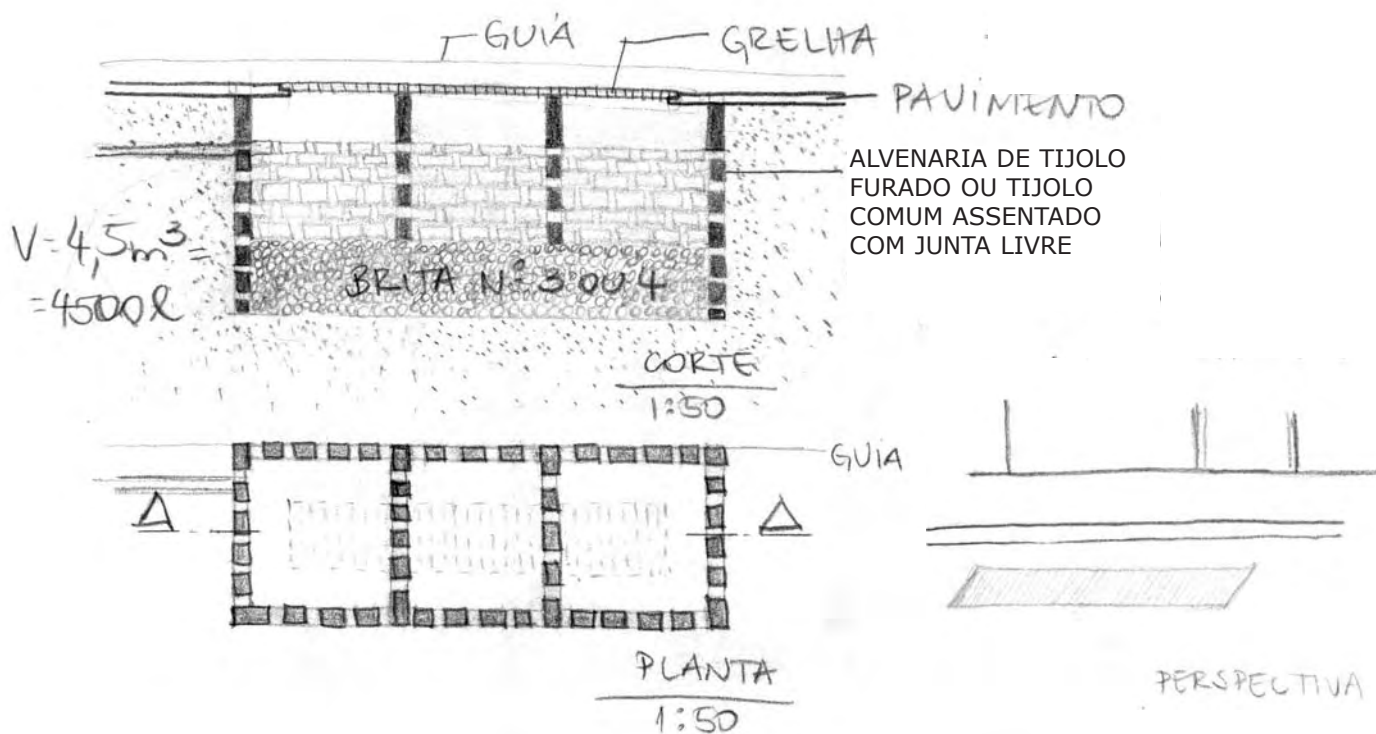 GUIA
GRELHA
PAVIMENTO
ALVENARIA DE TIJOLO
FURADO OU TIJOLO
COMUM ASSENTADO
COM JUNTA LIVRE
V=4,5m³=
=4500l
BRITA Nº 3 OU 4
CORTE
1:50
GUIA
PLANTA
1:50
PERSPECTIVA